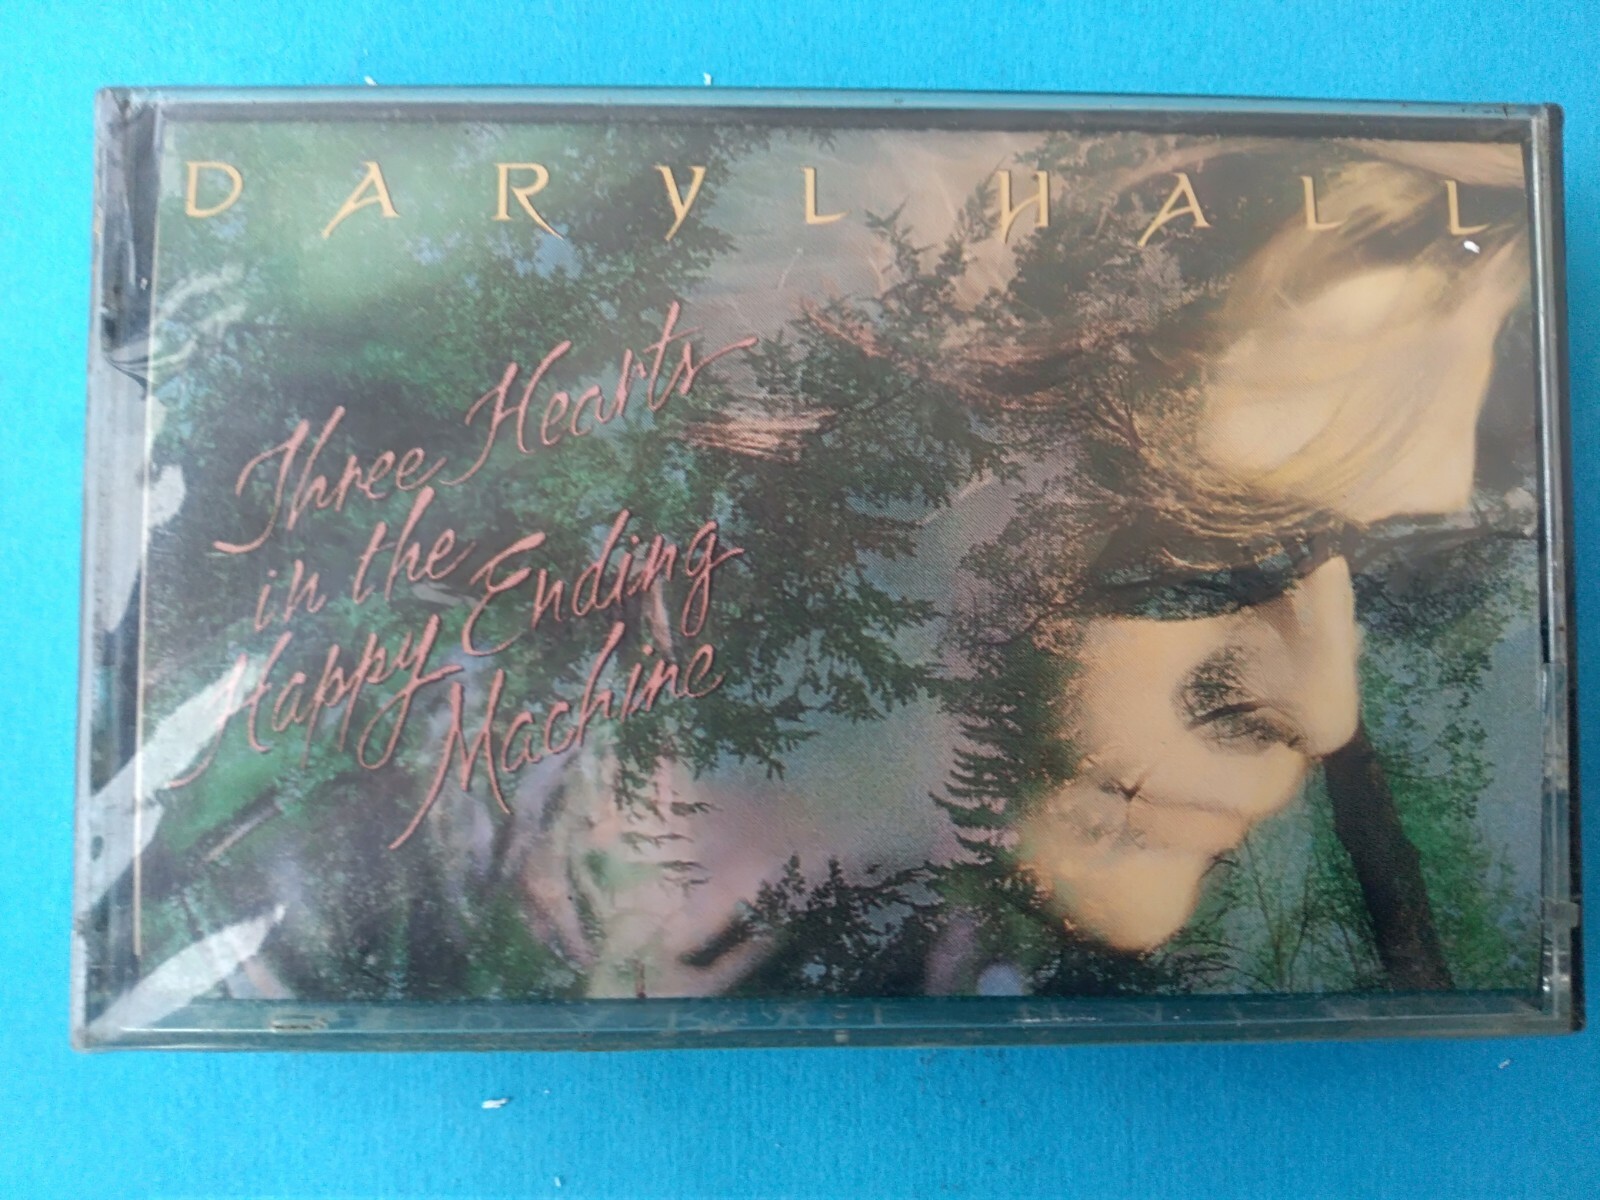 DARYL HALL
Three Hearts
in the
Happy Ending
Machine